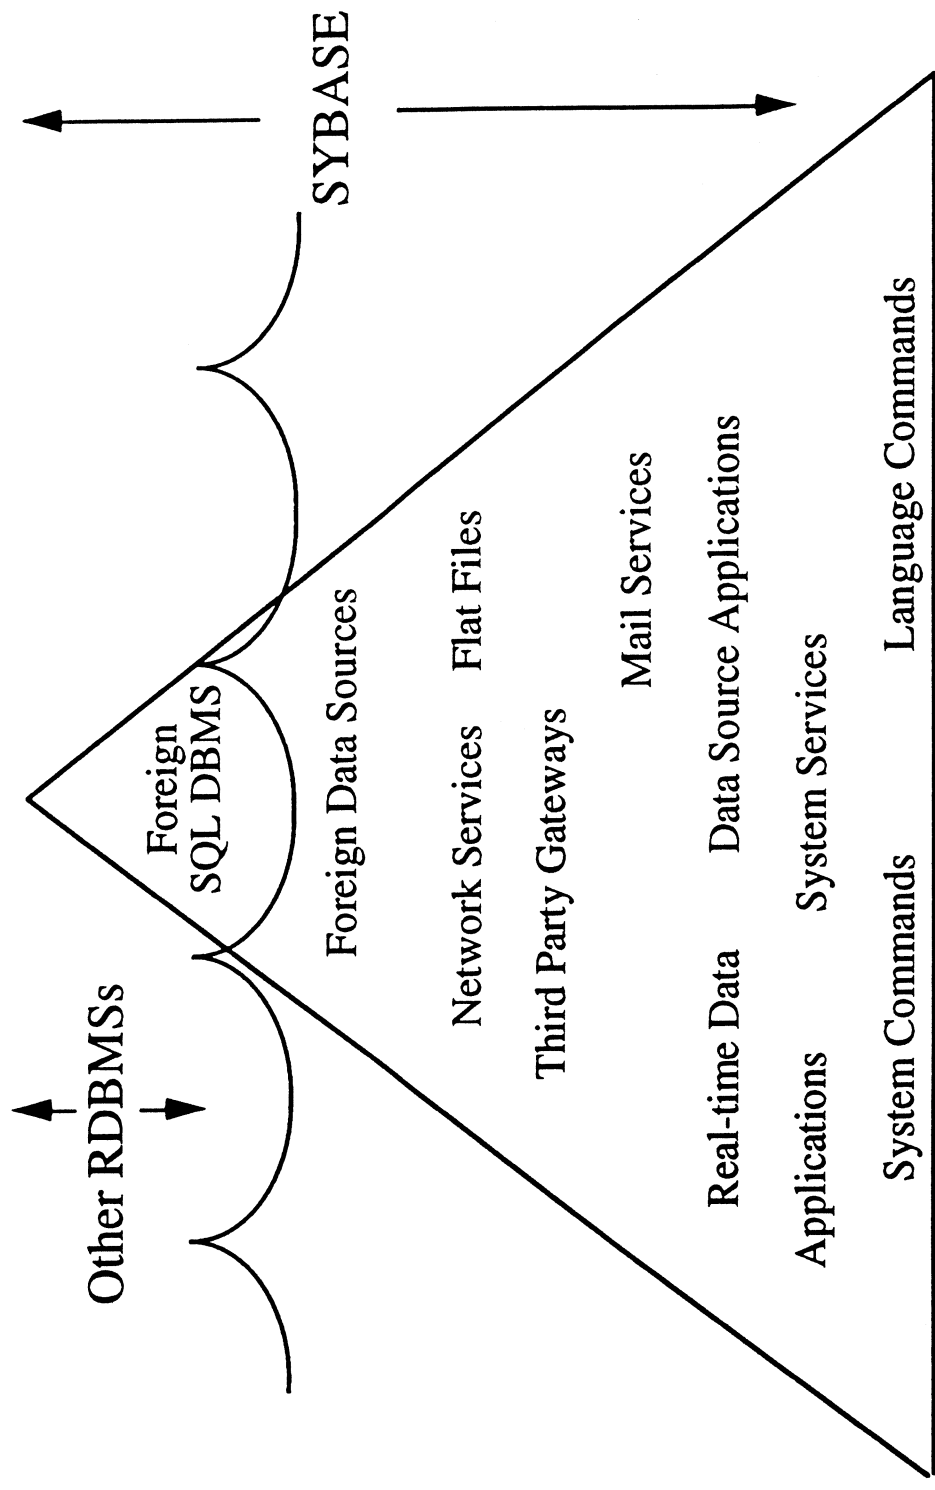 Other RDBMSs
SYBASE
Foreign
SQL DBMS
Foreign Data Sources
Network Services Flat Files
Third Party Gateways
Mail Services
Real-time Data Data Source Applications
Applications System Services
System Commands Language Commands